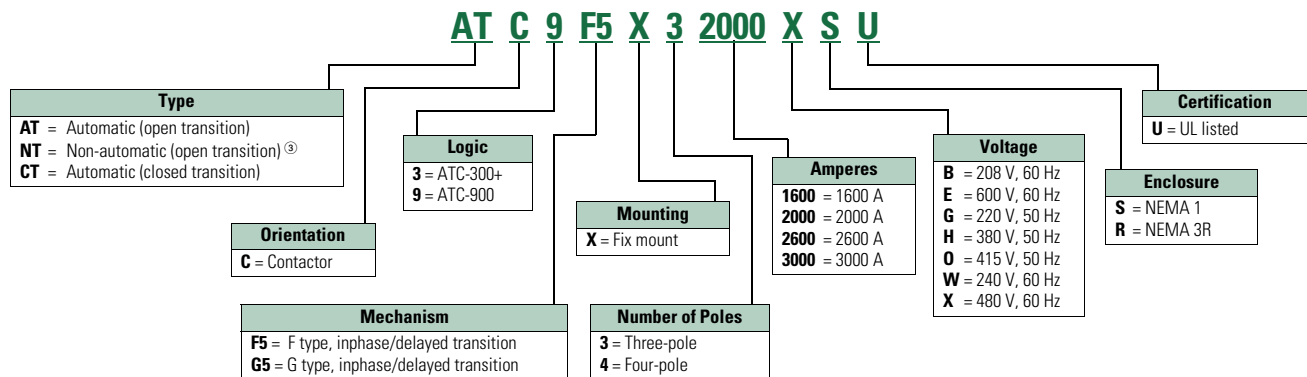 AT C 9 F5 X 3 2000 X S U
Type
AT = Automatic (open transition)
NT = Non-automatic (open transition) ③
CT = Automatic (closed transition)
Orientation
C = Contactor
Logic
3 = ATC-300+
9 = ATC-900
Mechanism
F5 = F type, inphase/delayed transition
G5 = G type, inphase/delayed transition
Mounting
X = Fix mount
Number of Poles
3 = Three-pole
4 = Four-pole
Amperes
1600 = 1600 A
2000 = 2000 A
2600 = 2600 A
3000 = 3000 A
Voltage
B = 208 V, 60 Hz
E = 600 V, 60 Hz
G = 220 V, 50 Hz
H = 380 V, 50 Hz
O = 415 V, 50 Hz
W = 240 V, 60 Hz
X = 480 V, 60 Hz
Enclosure
S = NEMA 1
R = NEMA 3R
Certification
U = UL listed